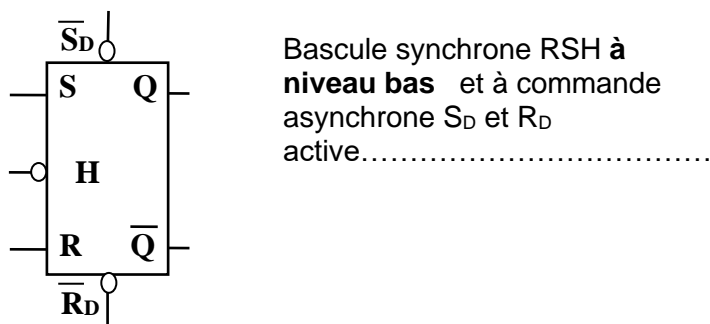 S̅D
S Q
H
R Q̅
R̅D
Bascule synchrone RSH à
niveau bas et à commande
asynchrone SD et RD
active……………………………